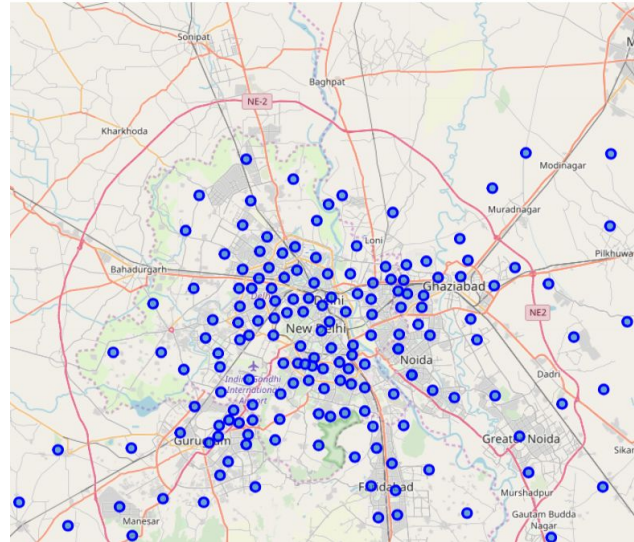 Sonipat
Baghpat
NE-2
Kharkhoda
Modinagar
Muradnagar
Loni
Pilkhuwa
Bahadurgarh
Ghaziabad
Delhi
New Delhi
NE2
Noida
Indira Gandhi
International
Airport
Dadri
Gurugram
Greater Noida
Faridabad
Murshadpur
Manesar
Gautam Budda
Nagar